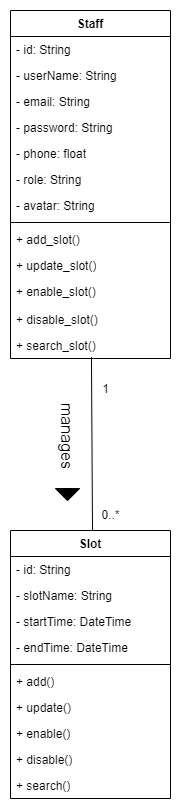 Staff
- id: String
- userName: String
- email: String
- password: String
- phone: float
- role: String
- avatar: String
+ add_slot()
+ update_slot()
+ enable_slot()
+ disable_slot()
+ search_slot()
1
manages
0..*
Slot
- id: String
- slotName: String
- startTime: DateTime
- endTime: DateTime
+ add()
+ update()
+ enable()
+ disable()
+ search()